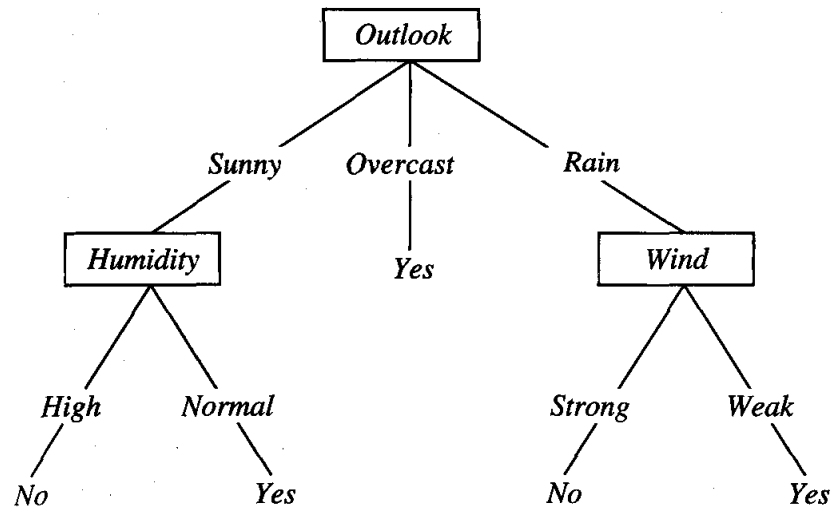 Outlook
Sunny Overcast Rain
Humidity Yes Wind
High Normal Strong Weak
No Yes No Yes